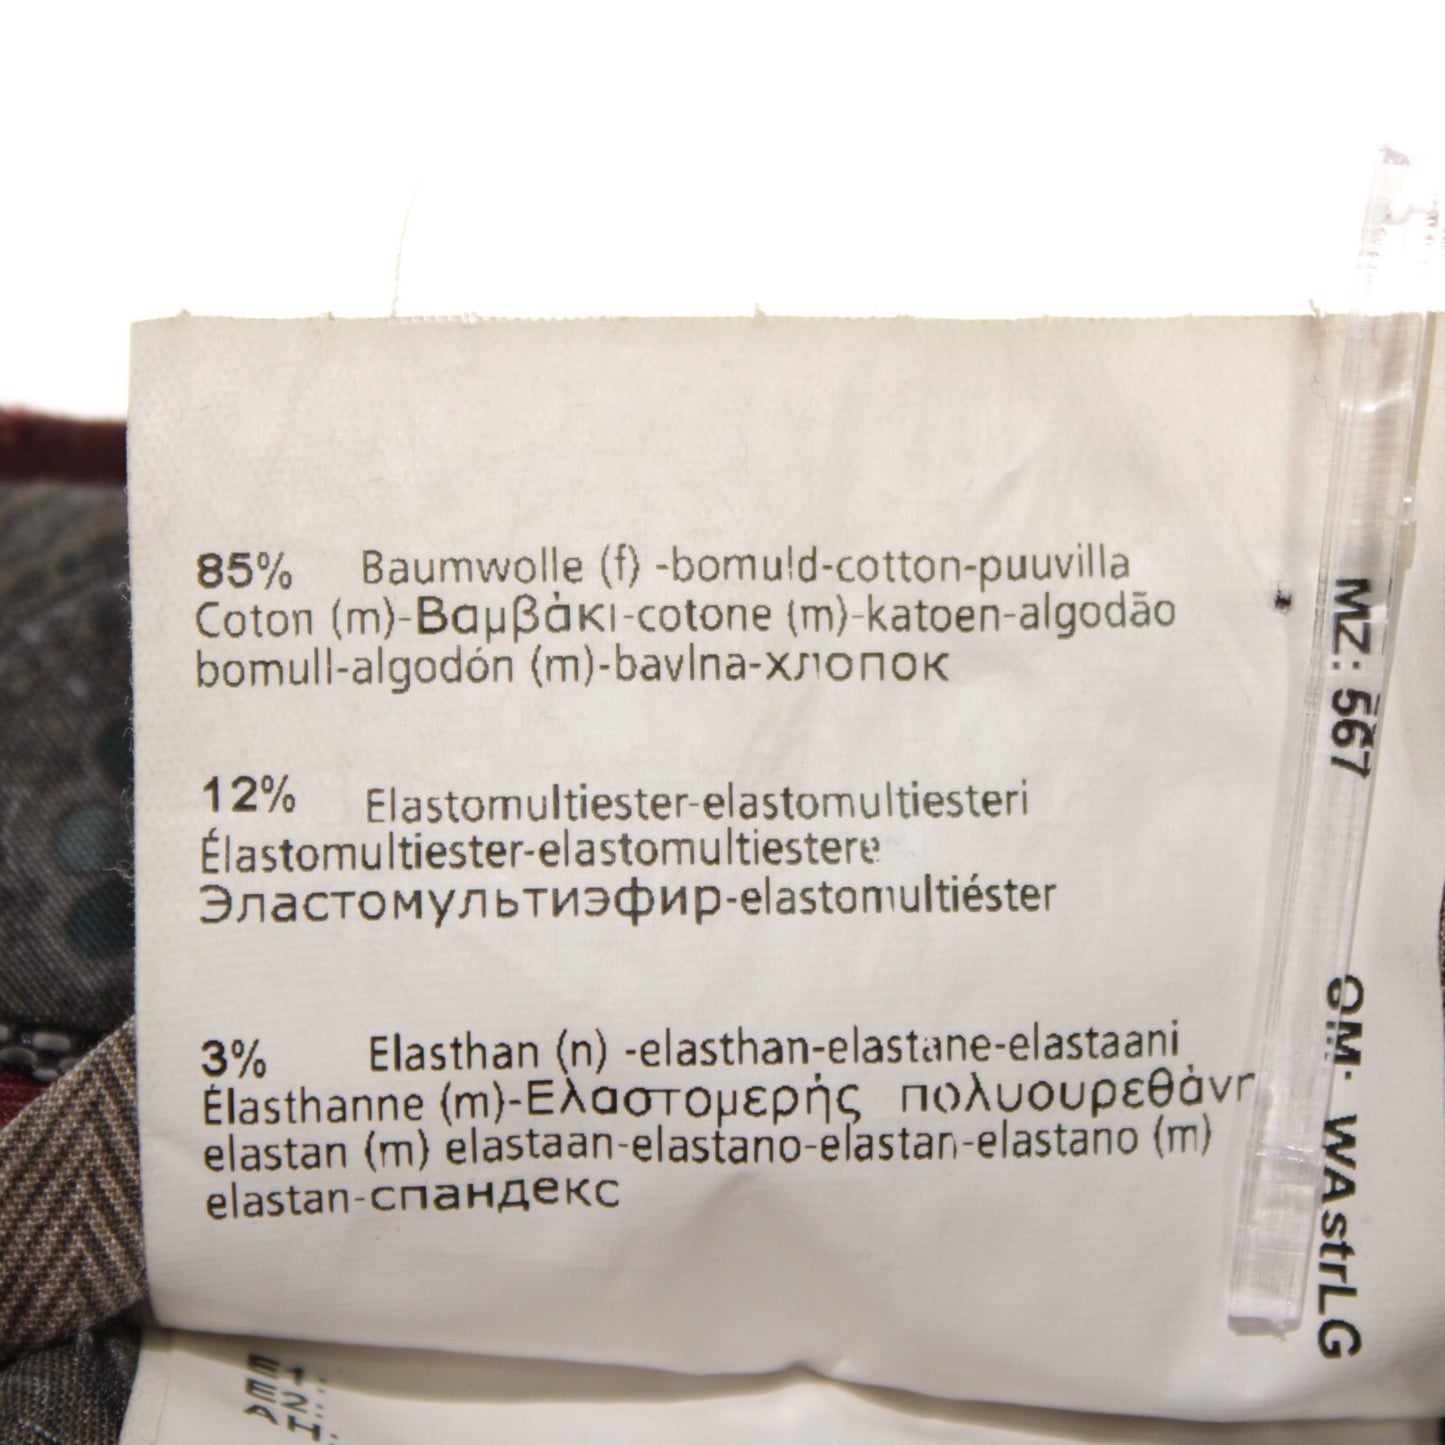 85% Baumwolle (f) -bomuld-cotton-puuvilla
Coton (m)-Βαμβάκι-cotone (m)-katoen-algodão
bomull-algodón (m)-bavlna-хлопок
12% Elastomultiester-elastomultiesteri
Élastomultiester-elastomultiestere
Эластомультиэфир-elastomultiéster
3% Elasthan (n) -elasthan-elastane-elastaani
Élasthanne (m)-Ελαστομερής πολυουρεθάνη
elastan (m) elastaan-elastano-elastan-elastano (m)
elastan-спандекс
MZ: 567
QM: WAstrLG